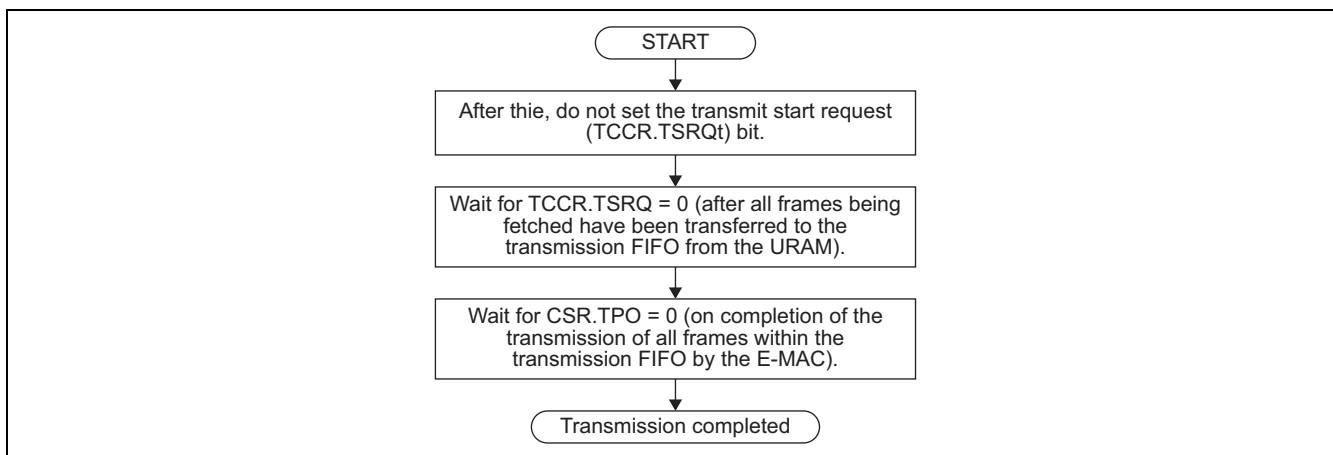 START
After thie, do not set the transmit start request
(TCCR.TSRQt) bit.
Wait for TCCR.TSRQ = 0 (after all frames being
fetched have been transferred to the
transmission FIFO from the URAM).
Wait for CSR.TPO = 0 (on completion of the
transmission of all frames within the
transmission FIFO by the E-MAC).
Transmission completed